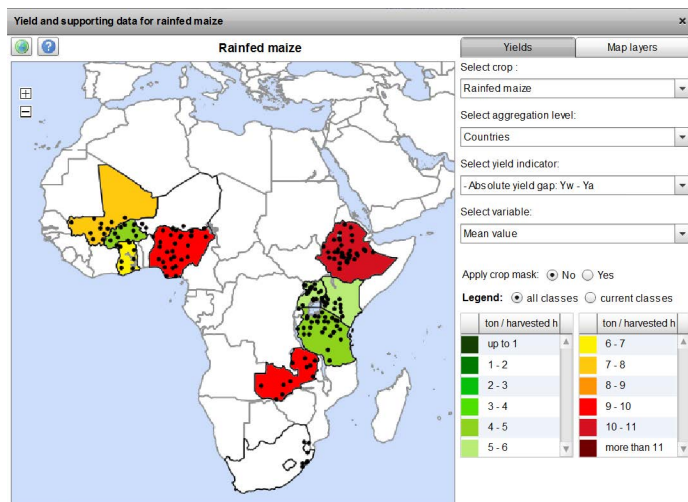 Yield and supporting data for rainfed maize ×
? Rainfed maize Yields Map layers
Select crop :
Rainfed maize
Select aggregation level:
Countries
Select yield indicator:
- Absolute yield gap: Yw - Ya
Select variable:
Mean value
Apply crop mask: No Yes
Legend: all classes current classes
ton / harvested h ton / harvested h
up to 1 6 - 7
1 - 2 7 - 8
2 - 3 8 - 9
3 - 4 9 - 10
4 - 5 10 - 11
5 - 6 more than 11